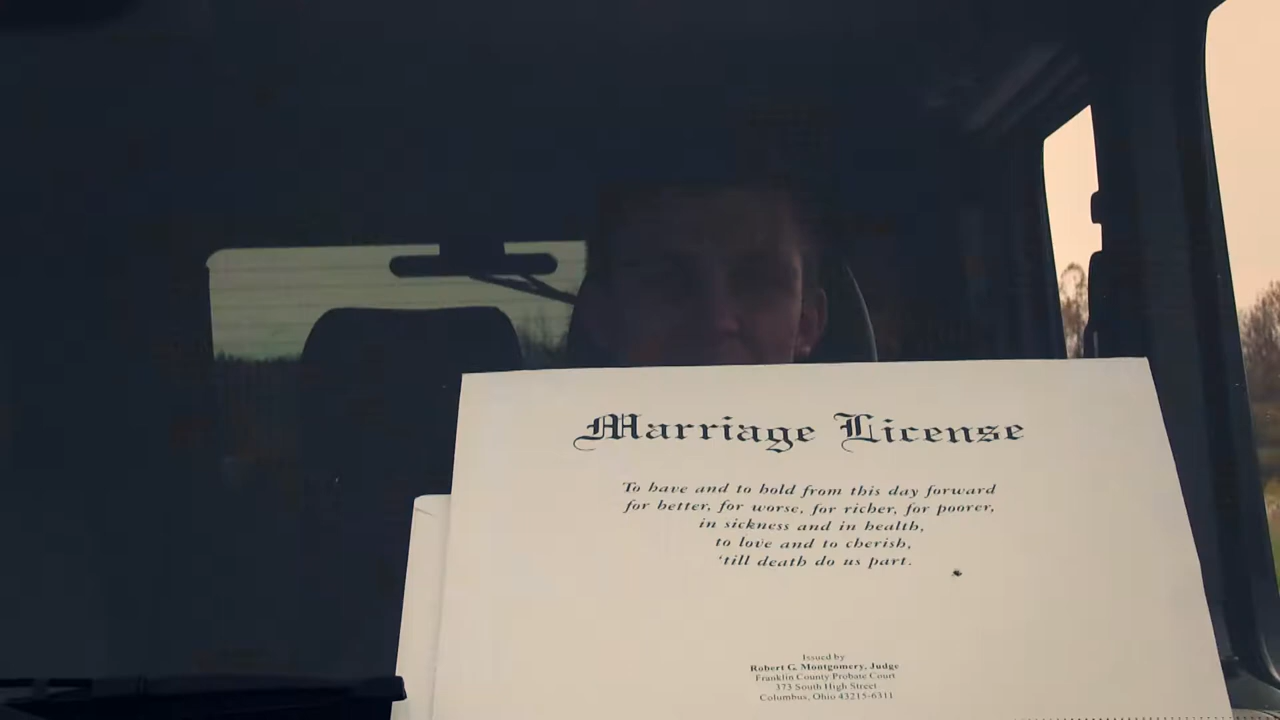 Marriage License
To have and to hold from this day forward
for better, for worse, for richer, for poorer,
in sickness and in health,
to love and to cherish,
'till death do us part.
Issued by
Robert G. Montgomery, Judge
Franklin County Probate Court
373 South High Street
Columbus, Ohio 43215-6311